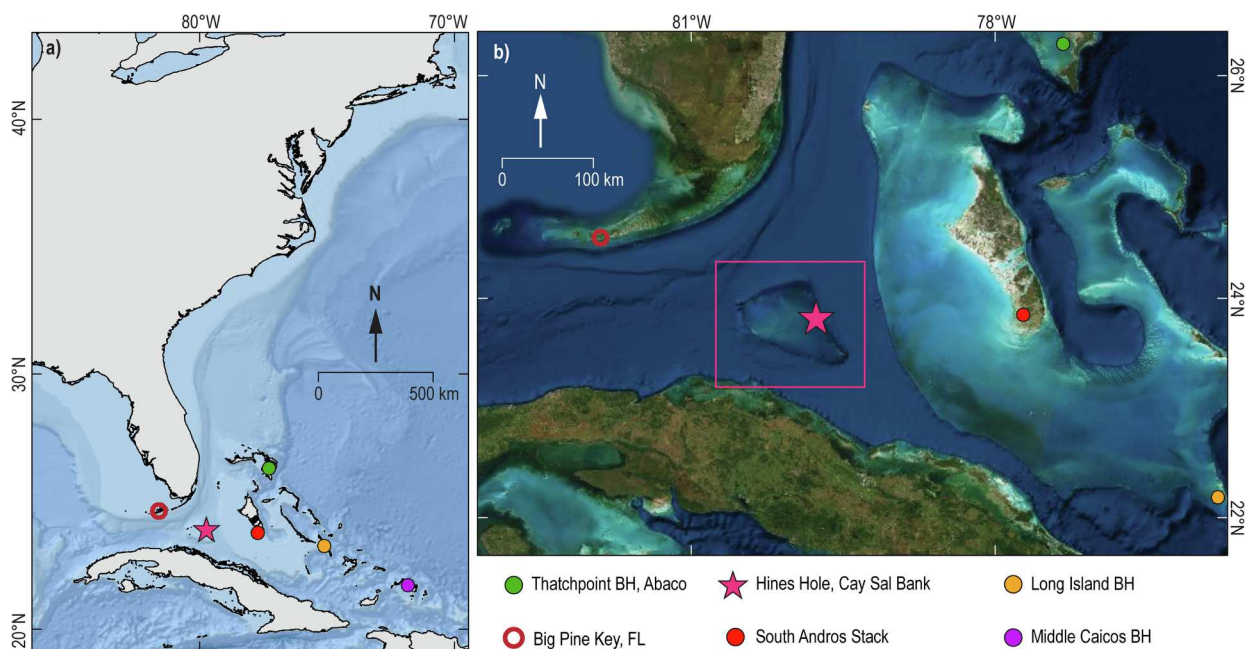 80°W 70°W
a)
N
0 500 km
40°N
30°N
20°N
81°W 78°W
b)
N
0 100 km
26°N
24°N
22°N
Thatchpoint BH, Abaco Hines Hole, Cay Sal Bank Long Island BH
Big Pine Key, FL South Andros Stack Middle Caicos BH